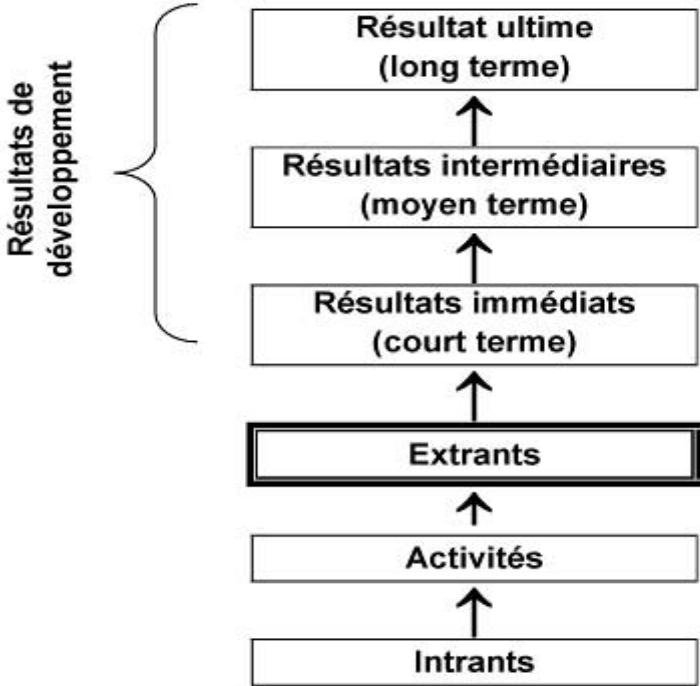 Résultats de
développement
Résultat ultime
(long terme)
Résultats intermédiaires
(moyen terme)
Résultats immédiats
(court terme)
Extrants
Activités
Intrants